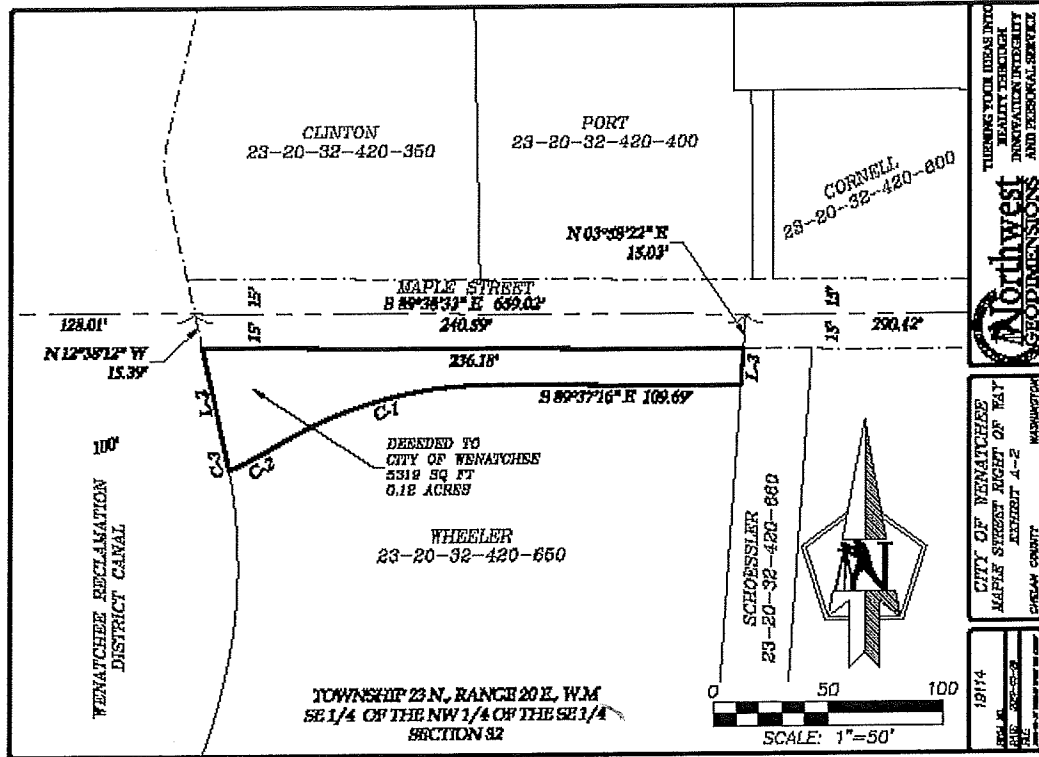 CLINTON
23-20-32-420-350
PORT
23-20-32-420-400
CORNELL
23-20-32-420-600
N 03°58'22" E
15.03'
MAPLE STREET
S 89°38'33" E 659.02'
15'
15'
128.01'
15'
240.59'
15'
290.42'
N 12°38'12" W
15.39'
236.18'
L-3
L-2
C-1
S 89°37'16" E 109.69'
C-3
C-2
100'
DEEDED TO
CITY OF WENATCHEE
5319 SQ FT
0.12 ACRES
WENATCHEE RECLAMATION
DISTRICT CANAL
WHEELER
23-20-32-420-650
SCHOESSLER
23-20-32-420-660
TOWNSHIP 23 N., RANGE 20 E., W.M
SE 1/4 OF THE NW 1/4 OF THE SE 1/4
SECTION 32
0 50 100
SCALE: 1"=50'
TURNING YOUR IDEAS INTO
REALITY THROUGH
INNOVATION INTEGRITY
AND PERSONAL SERVICE
Northwest
GEODIMENSIONS
CITY OF WENATCHEE
MAPLE STREET RIGHT OF WAY
EXHIBIT A-2
CHELAN COUNTY WASHINGTON
19114